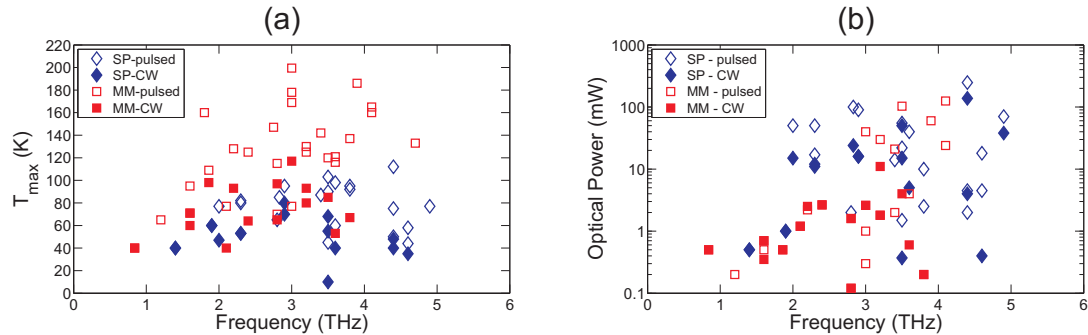 (a)
T_max (K)
220
200
180
160
140
120
100
80
60
40
20
0
SP-pulsed
SP-CW
MM-pulsed
MM-CW
0 1 2 3 4 5 6
Frequency (THz)
(b)
Optical Power (mW)
1000
100
10
1
0.1
SP - pulsed
SP - CW
MM - pulsed
MM - CW
0 1 2 3 4 5 6
Frequency (THz)